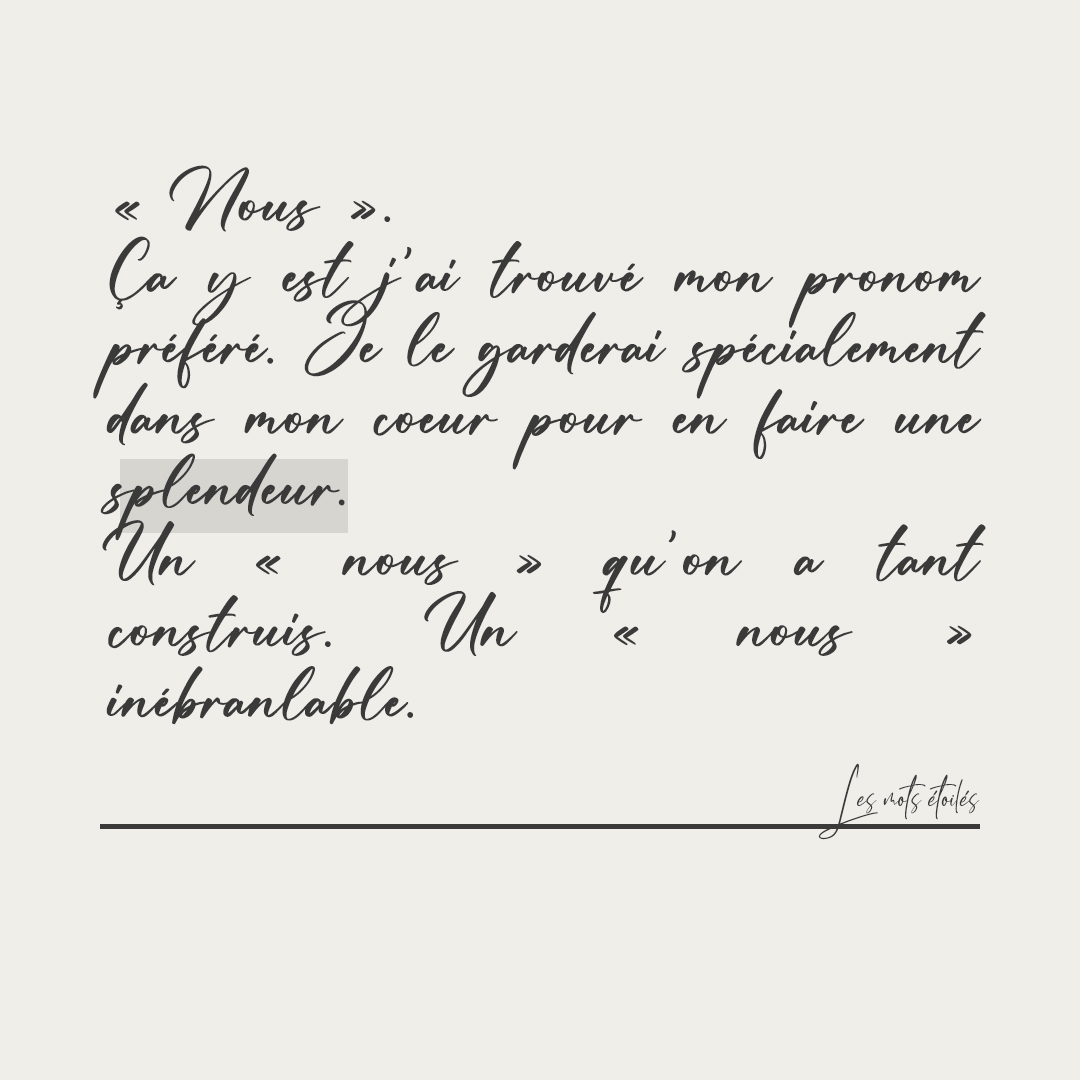 « Nous ».
Ça y est j'ai trouvé mon pronom
préféré. Je le garderai spécialement
dans mon coeur pour en faire une
splendeur.
Un « nous » qu'on a tant
construis. Un « nous »
inébranlable.
Les mots étoilés